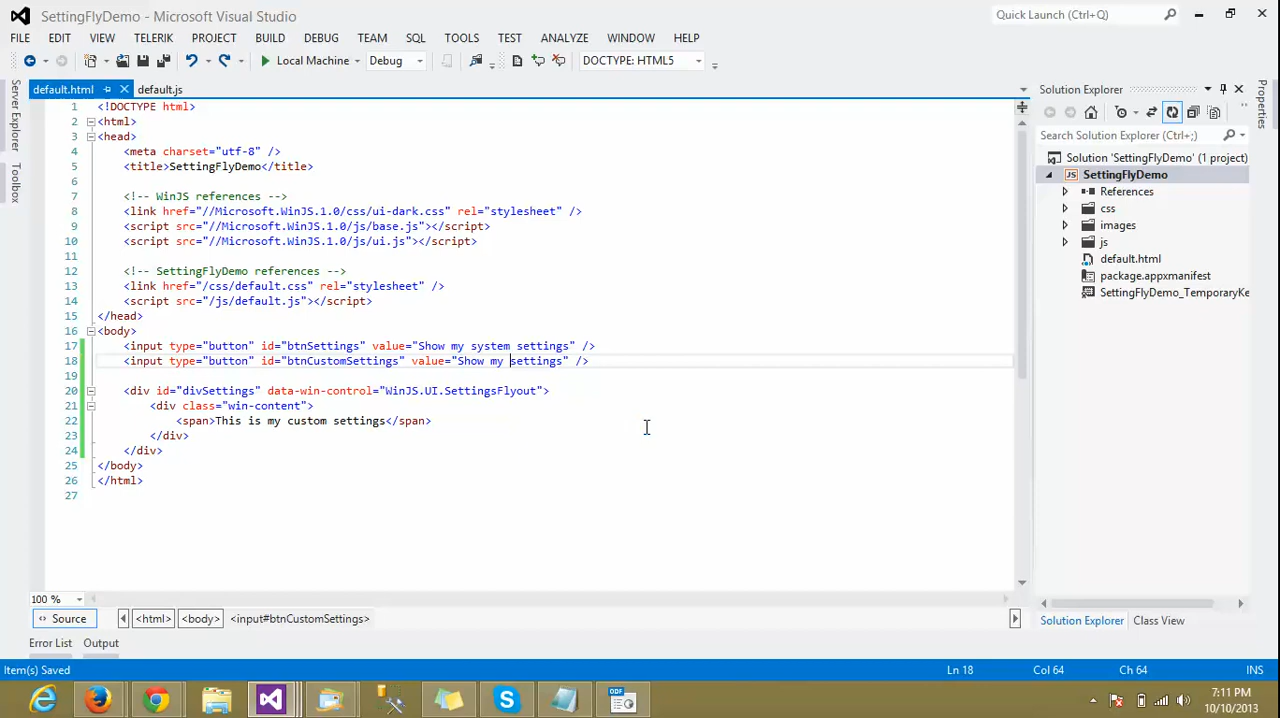 SettingFlyDemo - Microsoft Visual Studio
Quick Launch (Ctrl+Q)
FILE EDIT VIEW TELERIK PROJECT BUILD DEBUG TEAM SQL TOOLS TEST ANALYZE WINDOW HELP
Local Machine Debug DOCTYPE: HTML5
Server Explorer
Toolbox
default.html default.js
1 <!DOCTYPE html>
2 <html>
3 <head>
4 <meta charset="utf-8" />
5 <title>SettingFlyDemo</title>
6
7 <!-- WinJS references -->
8 <link href="//Microsoft.WinJS.1.0/css/ui-dark.css" rel="stylesheet" />
9 <script src="//Microsoft.WinJS.1.0/js/base.js"></script>
10 <script src="//Microsoft.WinJS.1.0/js/ui.js"></script>
11
12 <!-- SettingFlyDemo references -->
13 <link href="/css/default.css" rel="stylesheet" />
14 <script src="/js/default.js"></script>
15 </head>
16 <body>
17 <input type="button" id="btnSettings" value="Show my system settings" />
18 <input type="button" id="btnCustomSettings" value="Show my settings" />
19
20 <div id="divSettings" data-win-control="WinJS.UI.SettingsFlyout">
21 <div class="win-content">
22 <span>This is my custom settings</span>
23 </div>
24 </div>
25 </body>
26 </html>
27
100 %
Source <html> <body> <input#btnCustomSettings>
Error List Output
Solution Explorer
Search Solution Explorer (Ctrl+;)
Solution 'SettingFlyDemo' (1 project)
JS SettingFlyDemo
References
css
images
js
default.html
package.appxmanifest
SettingFlyDemo_TemporaryKe
Solution Explorer Class View
Properties
Item(s) Saved Ln 18 Col 64 Ch 64 INS
ODF
7:11 PM
10/10/2013